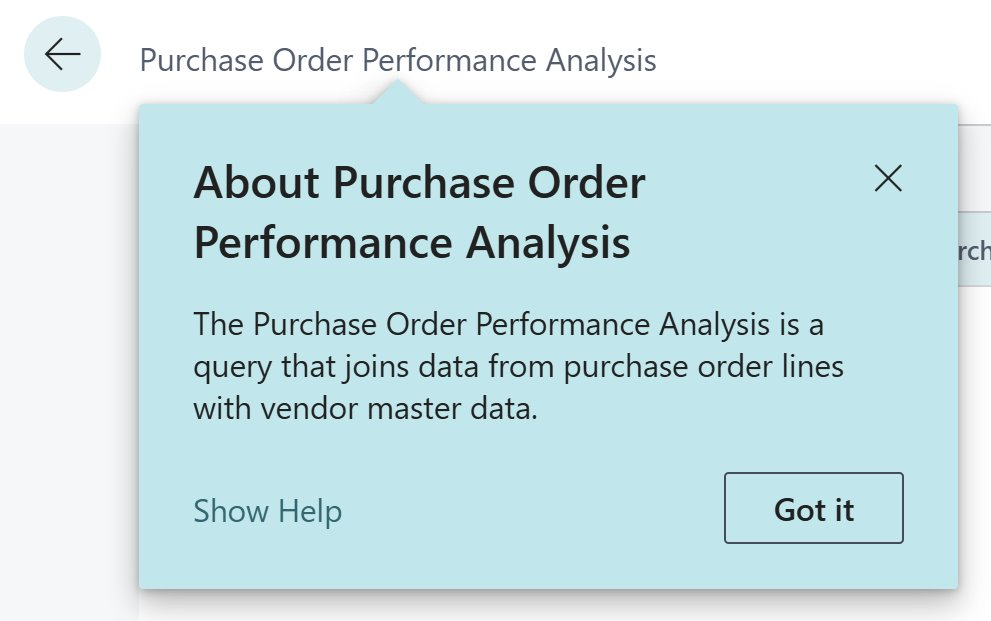 Purchase Order Performance Analysis
About Purchase Order
Performance Analysis
The Purchase Order Performance Analysis is a
query that joins data from purchase order lines
with vendor master data.
Show Help
Got it